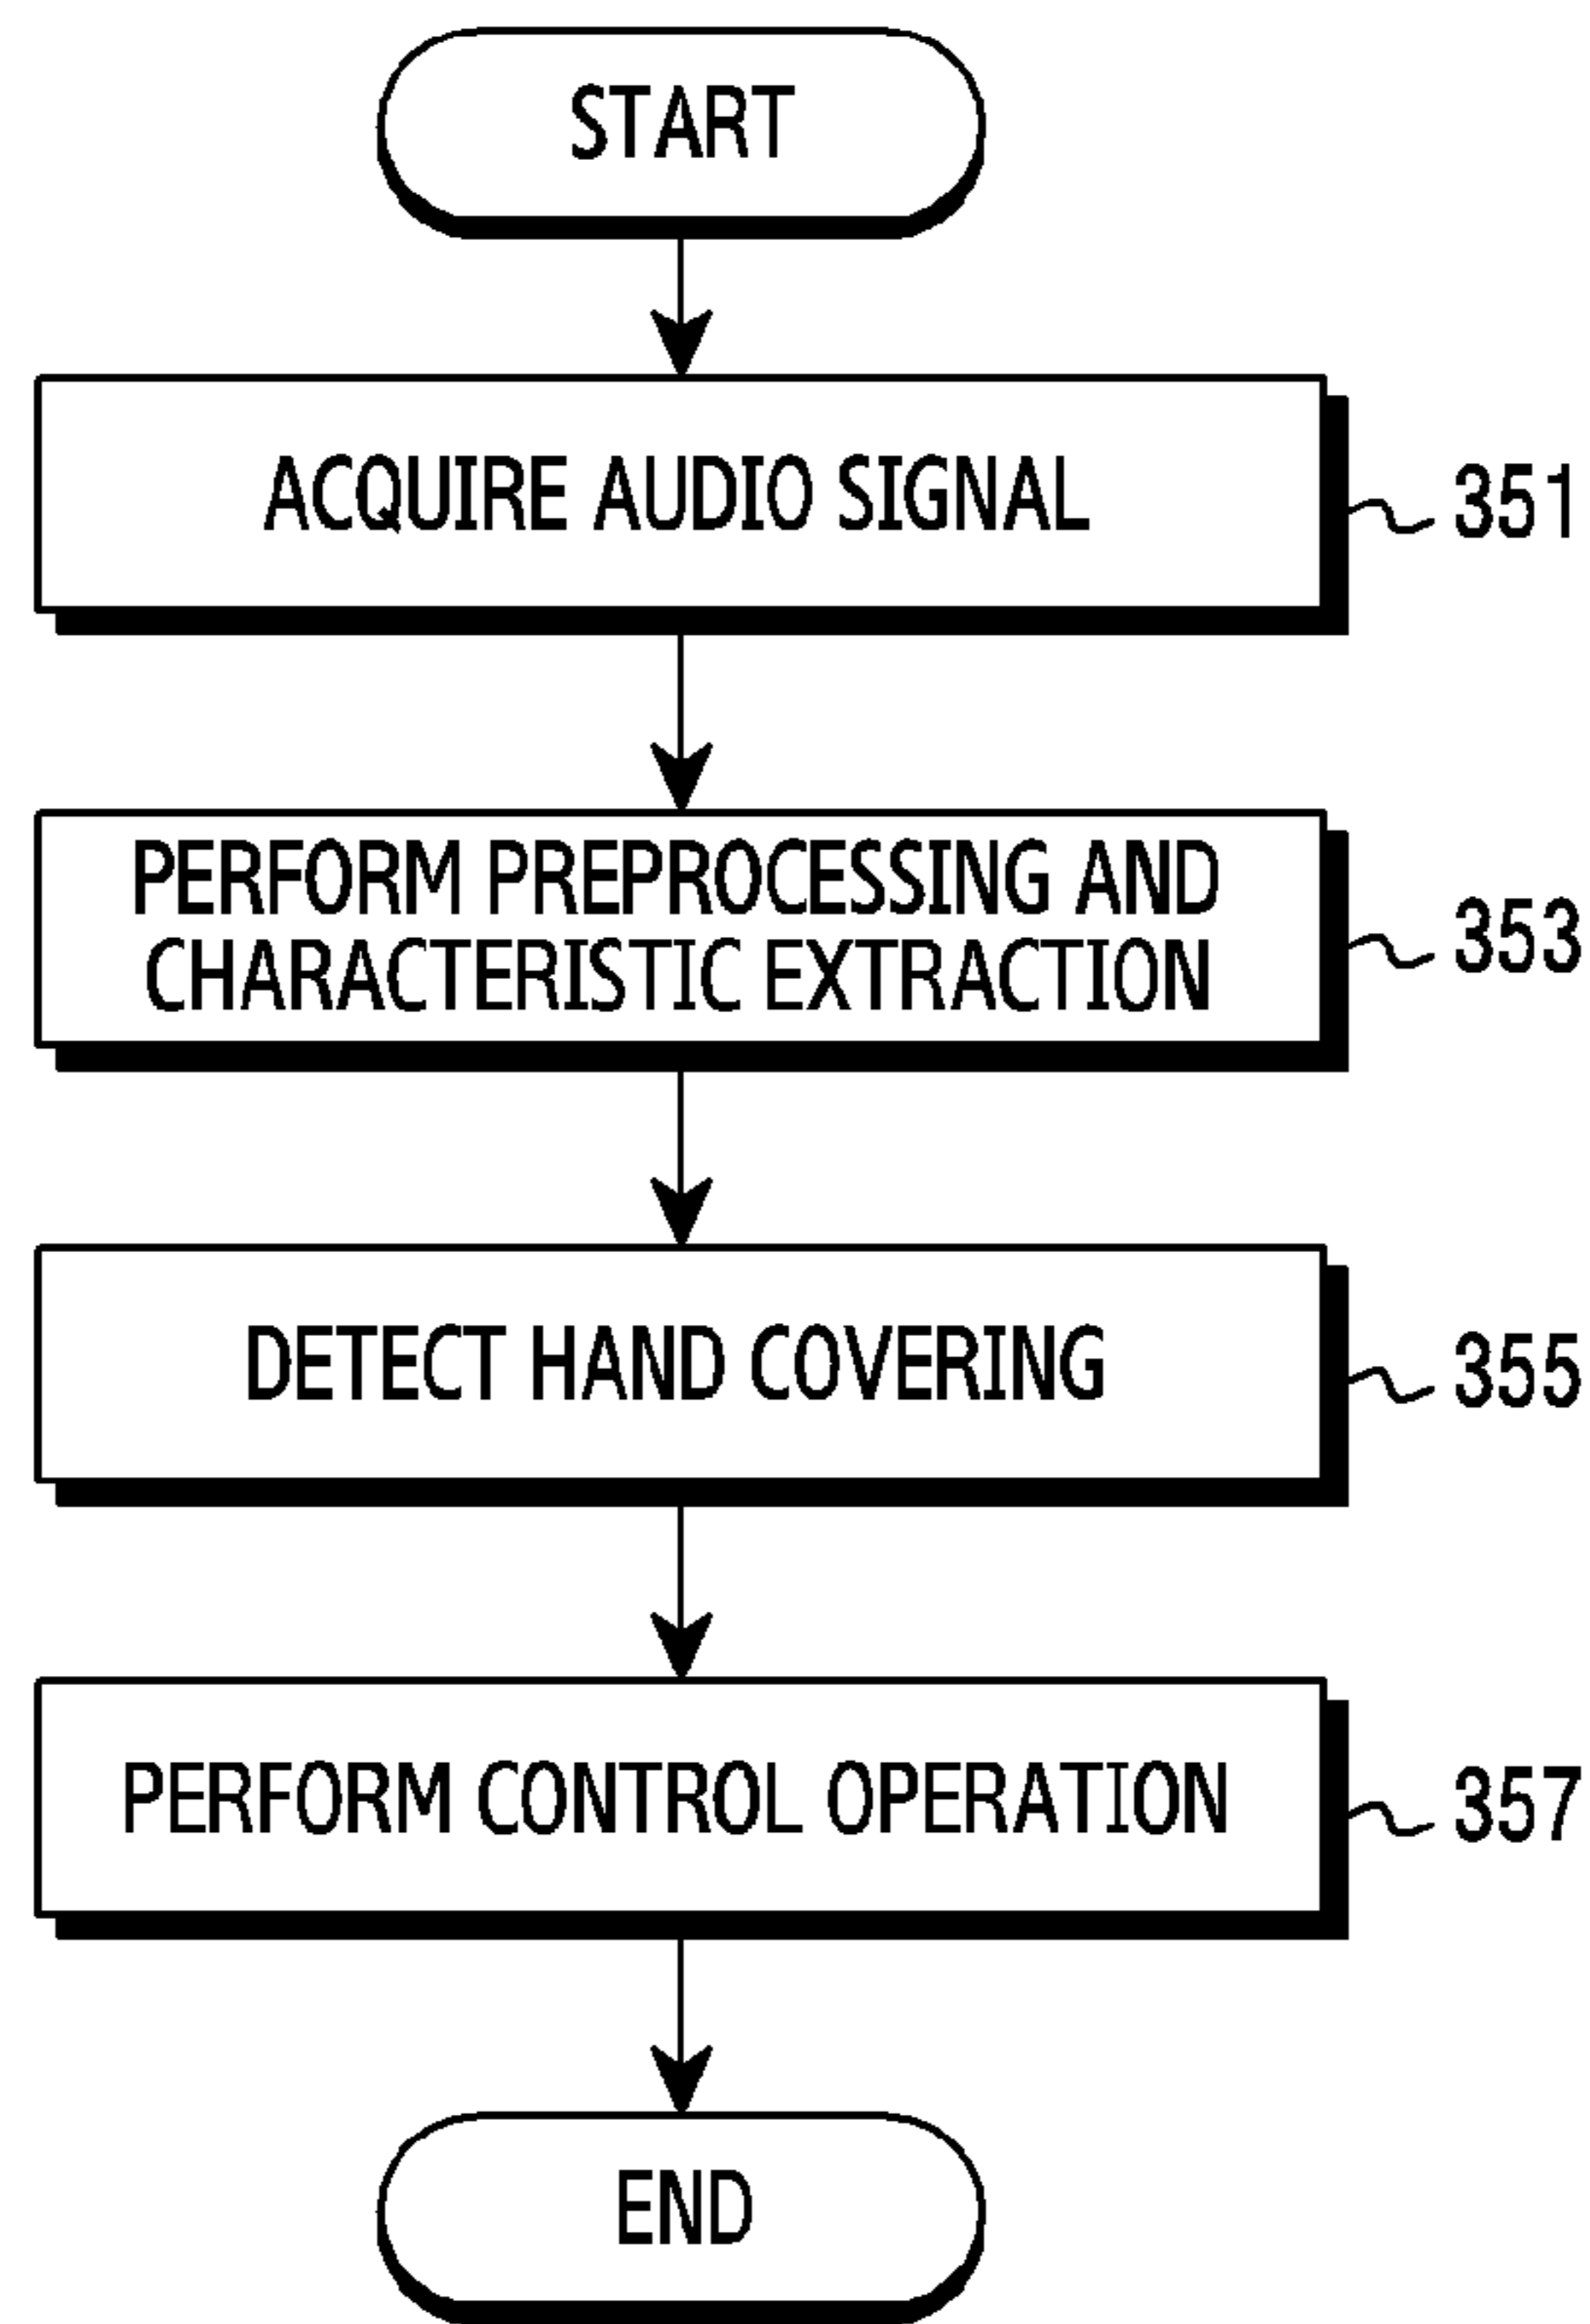 START
ACQUIRE AUDIO SIGNAL
351
PERFORM PREPROCESSING AND
CHARACTERISTIC EXTRACTION
353
DETECT HAND COVERING
355
PERFORM CONTROL OPERATION
357
END